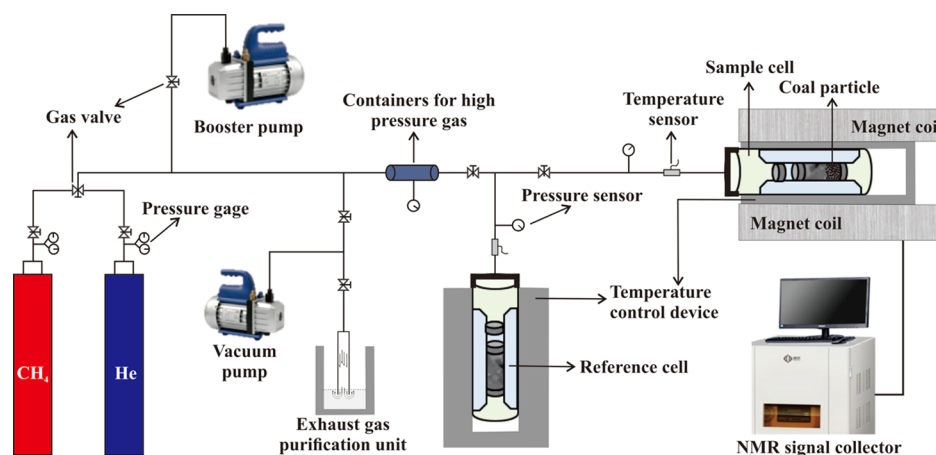 Booster pump
Gas valve
Containers for high
pressure gas
Temperature
sensor
Sample cell
Coal particle
Magnet coil
Pressure gage
Pressure sensor
Magnet coil
CH4
He
Vacuum
pump
Exhaust gas
purification unit
Temperature
control device
Reference cell
NMR signal collector